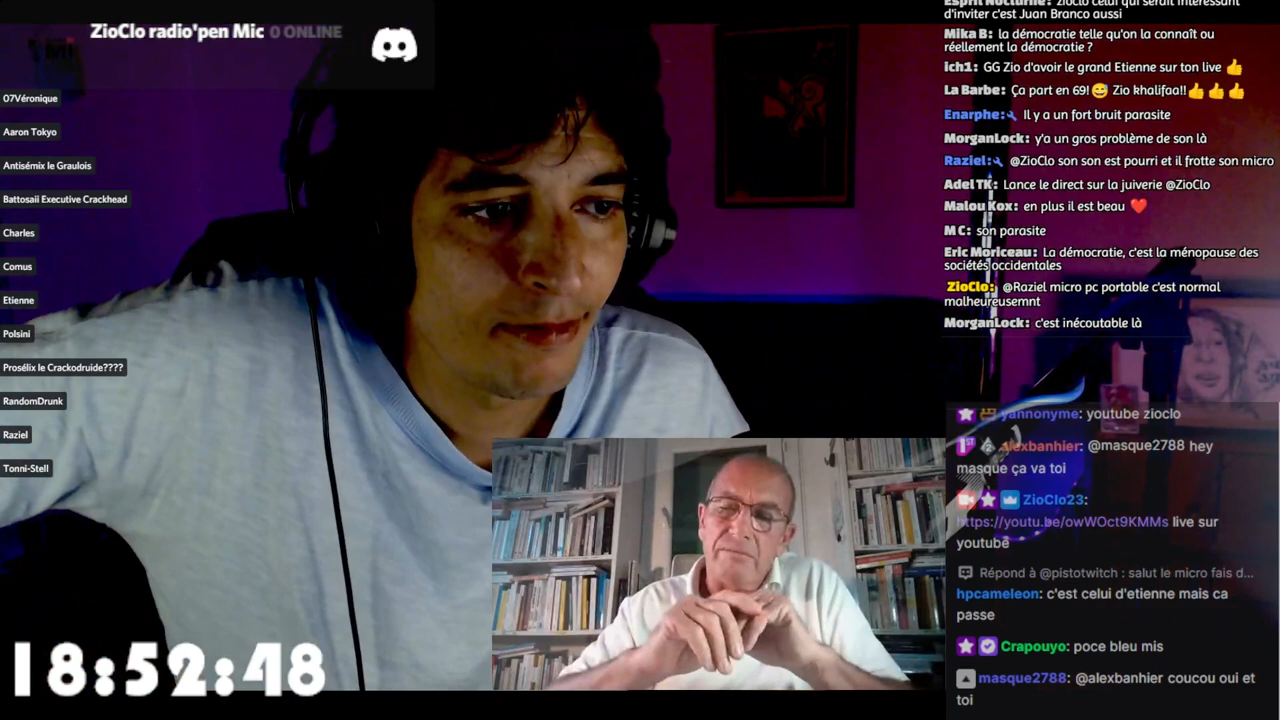 ZioClo radio'pen Mic 0 ONLINE
07Véronique
Aaron Tokyo
Antisémix le Graulois
Battosaii Executive Crackhead
Charles
Comus
Etienne
Polsini
Prosélix le Crackodruide????
RandomDrunk
Raziel
Tonni-Stell
18:52:48
Esprit Nocturne: zioclo celui qui serait intéressant
d'inviter c'est Juan Branco aussi
Mika B: la démocratie telle qu'on la connaît ou
réellement la démocratie ?
ich1: GG Zio d'avoir le grand Etienne sur ton live 👍
La Barbe: Ça part en 69!😅 Zio khalifaa!!👍👍👍
Enarphe:🔧 Il y a un fort bruit parasite
MorganLock: y'a un gros problème de son là
Raziel:🔧 @ZioClo son son est pourri et il frotte son micro
Adel TK: Lance le direct sur la juiverie @ZioClo
Malou Kox: en plus il est beau ❤️
M C: son parasite
Eric Moriceau: La démocratie, c'est la ménopause des
sociétés occidentales
ZioClo: @Raziel micro pc portable c'est normal
malheureusemnt
MorganLock: c'est inécoutable là
yannonyme: youtube zioclo
alexbanhier: @masque2788 hey
masque ça va toi
ZioClo23:
https://youtu.be/owWOct9KMMs live sur
youtube
Répond à @pistotwitch : salut le micro fais d...
hpcameleon: c'est celui d'etienne mais ca
passe
Crapouyo: poce bleu mis
masque2788: @alexbanhier coucou oui et
toi